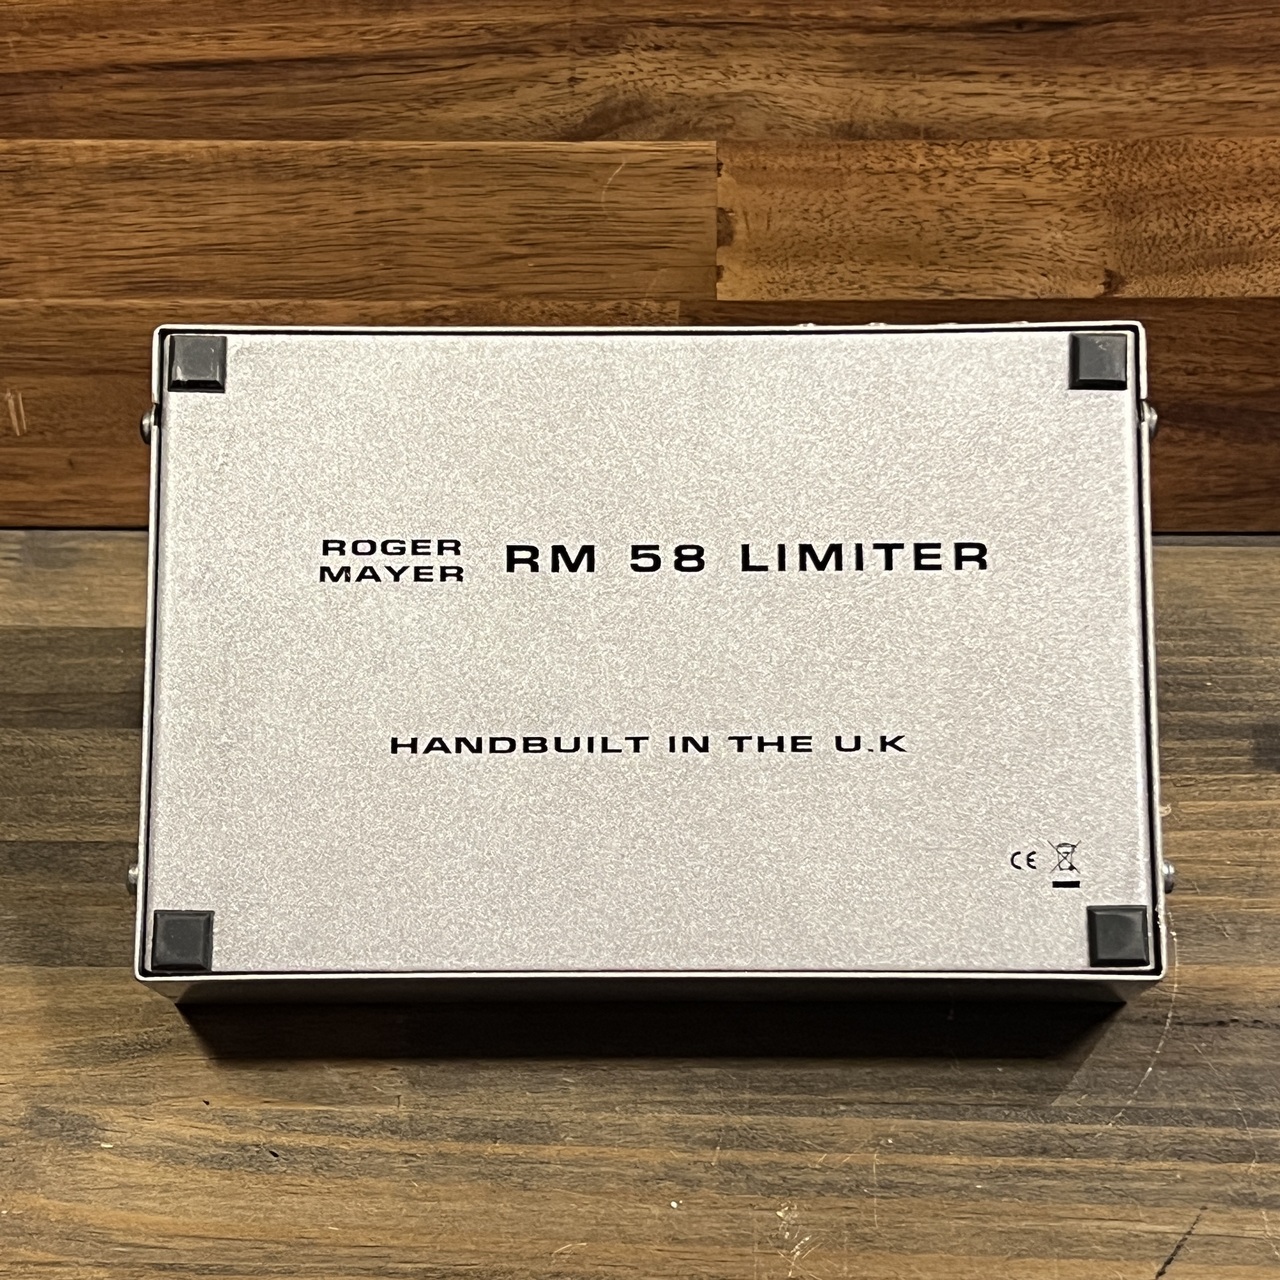 ROGER
MAYER
RM 58 LIMITER
HANDBUILT IN THE U.K
CE